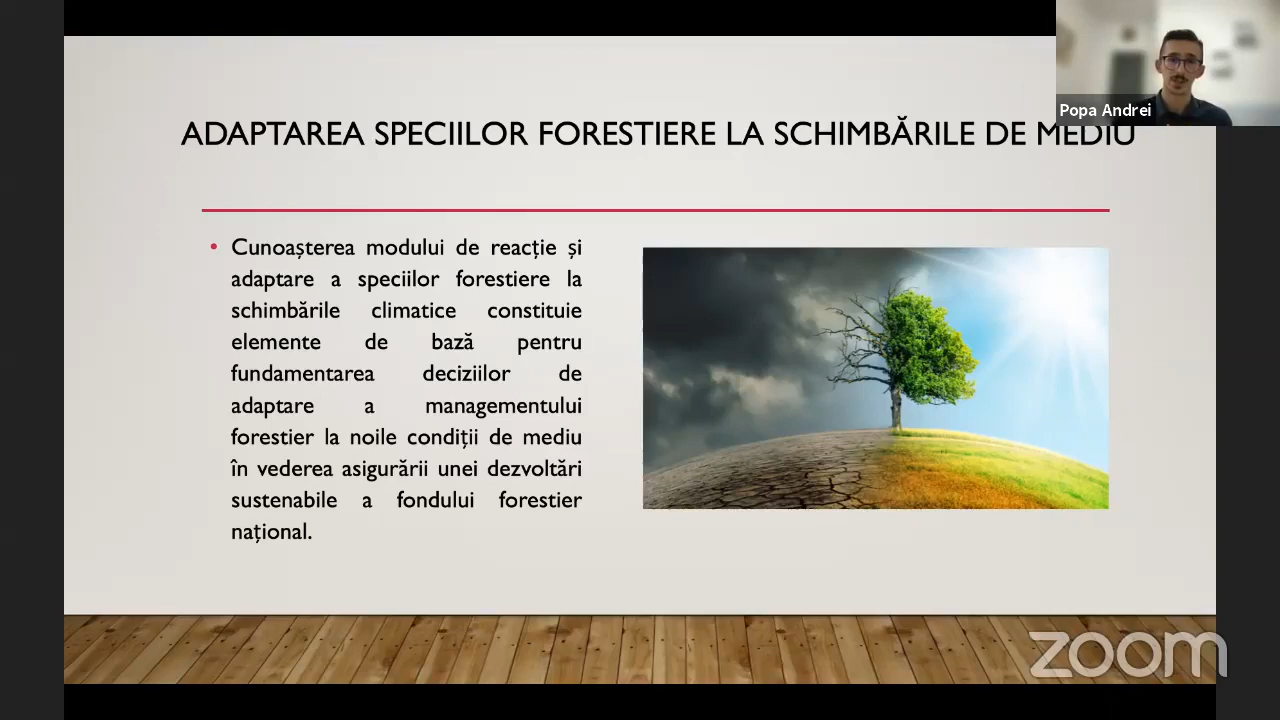 Popa Andrei
ADAPTAREA SPECIILOR FORESTIERE LA SCHIMBĂRILE DE MEDIU
• Cunoașterea modului de reacție și
adaptare a speciilor forestiere la
schimbările climatice constituie
elemente de bază pentru
fundamentarea deciziilor de
adaptare a managementului
forestier la noile condiții de mediu
în vederea asigurării unei dezvoltări
sustenabile a fondului forestier
național.
zoom